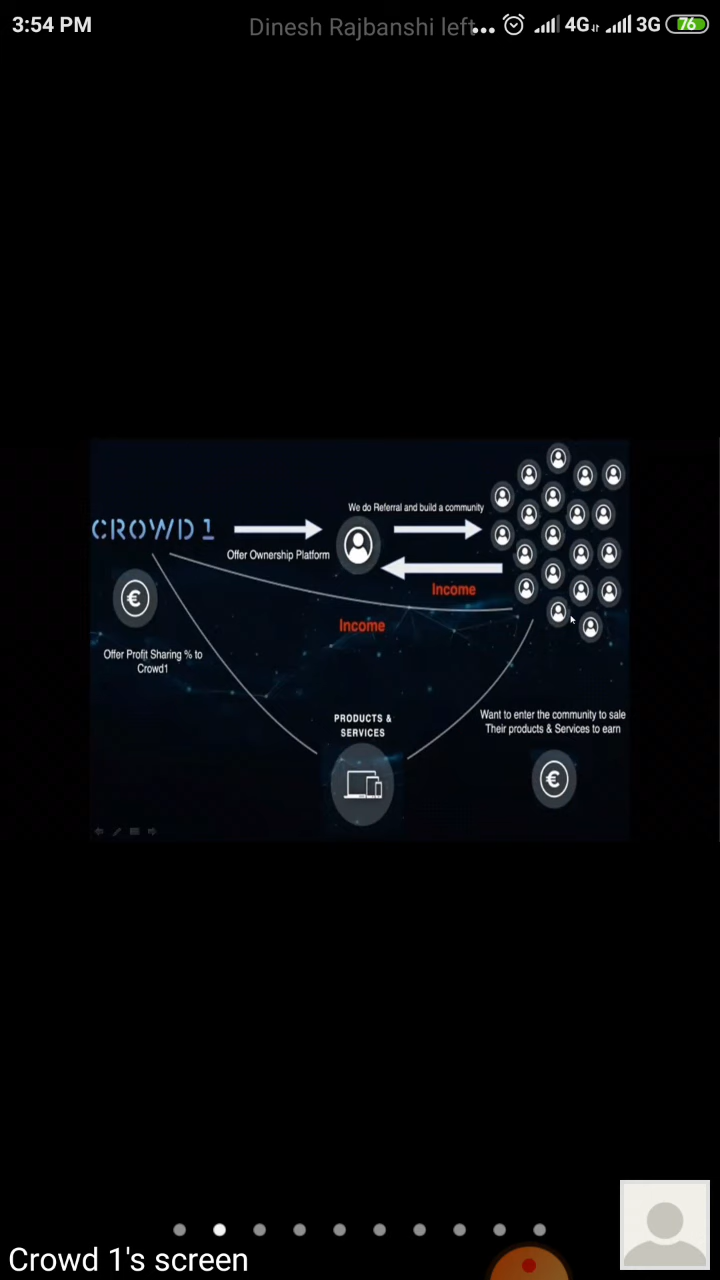 3:54 PM
Dinesh Rajbanshi left
4G
3G
76
We do Referral and build a community
CROWD 1
Offer Ownership Platform
Income
Income
€
Offer Profit Sharing % to
Crowd1
PRODUCTS &
SERVICES
Want to enter the community to sale
Their products & Services to earn
€
Crowd 1's screen